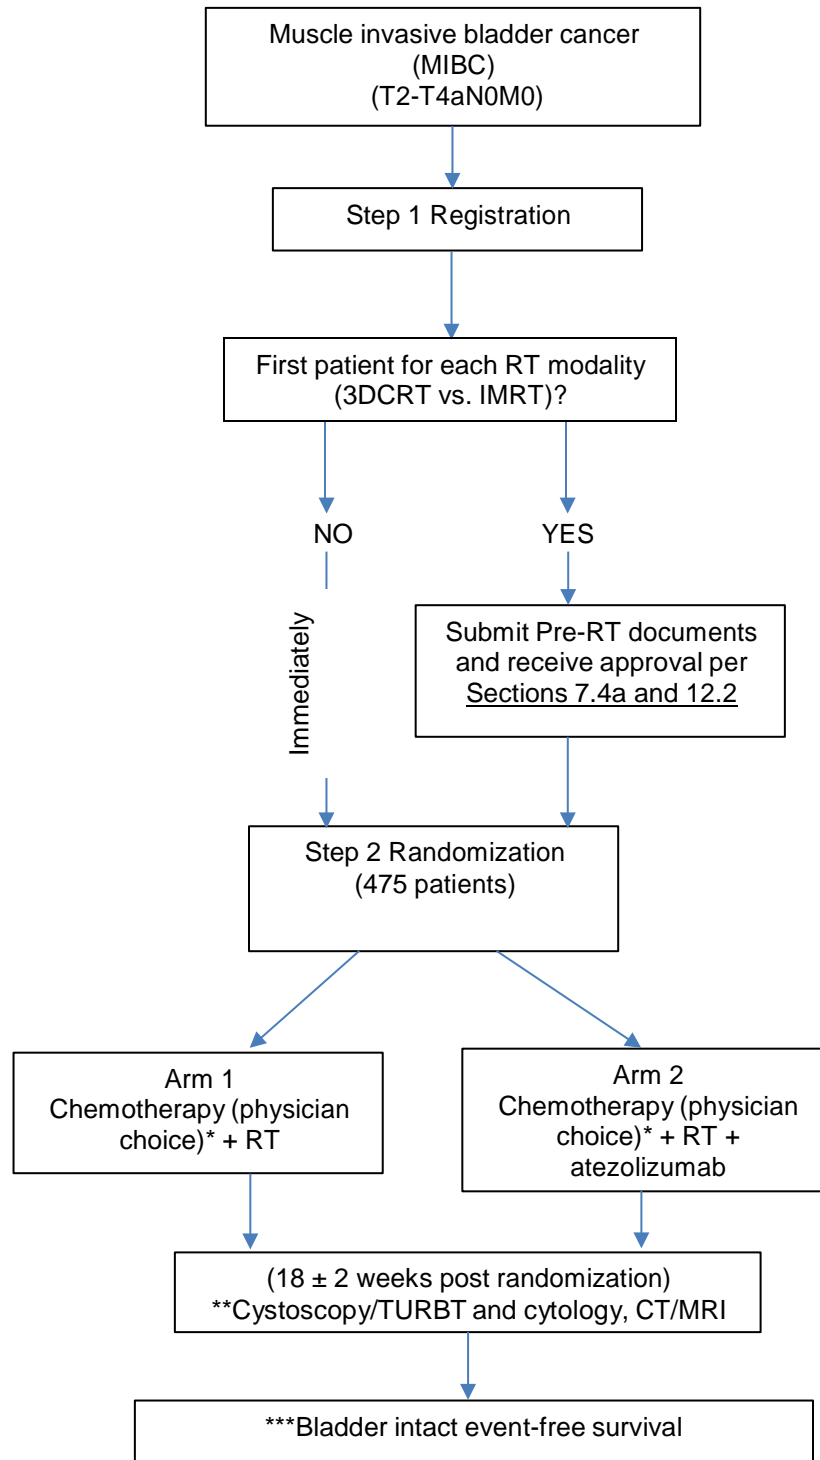 Muscle invasive bladder cancer
(MIBC)
(T2-T4aN0M0)
Step 1 Registration
First patient for each RT modality
(3DCRT vs. IMRT)?
NO
YES
Immediately
Submit Pre-RT documents
and receive approval per
Sections 7.4a and 12.2
Step 2 Randomization
(475 patients)
Arm 1
Chemotherapy (physician
choice)* + RT
Arm 2
Chemotherapy (physician
choice)* + RT +
atezolizumab
(18 ± 2 weeks post randomization)
**Cystoscopy/TURBT and cytology, CT/MRI
***Bladder intact event-free survival